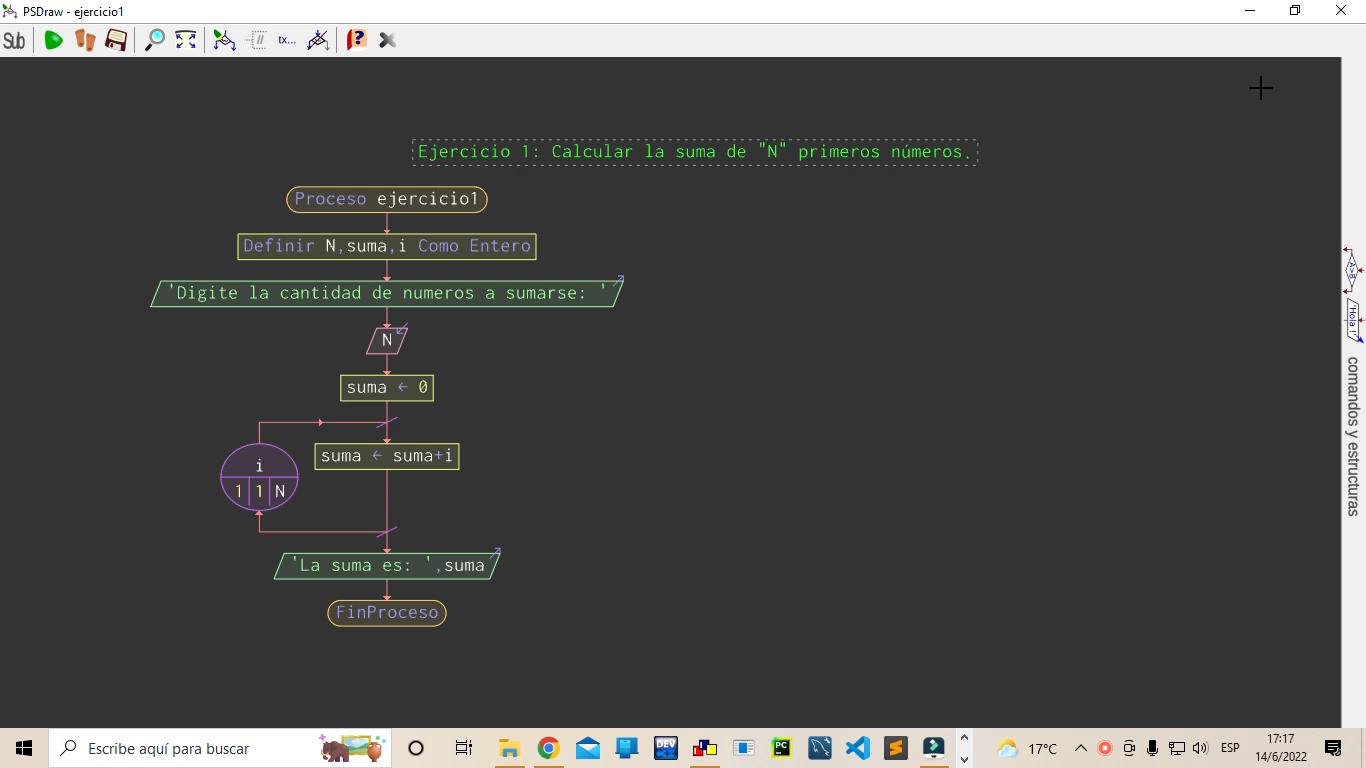 PSDraw - ejercicio1
Sub
tx...
Ejercicio 1: Calcular la suma de "N" primeros números.
Proceso ejercicio1
Definir N,suma,i Como Entero
'Digite la cantidad de numeros a sumarse: '
N
suma ← 0
suma ← suma+i
i
1 1 N
'La suma es: ',suma
FinProceso
A>B
'Hola !'
comandos y estructuras
Escribe aquí para buscar
DEV
PC
17°C
ESP
17:17
14/6/2022